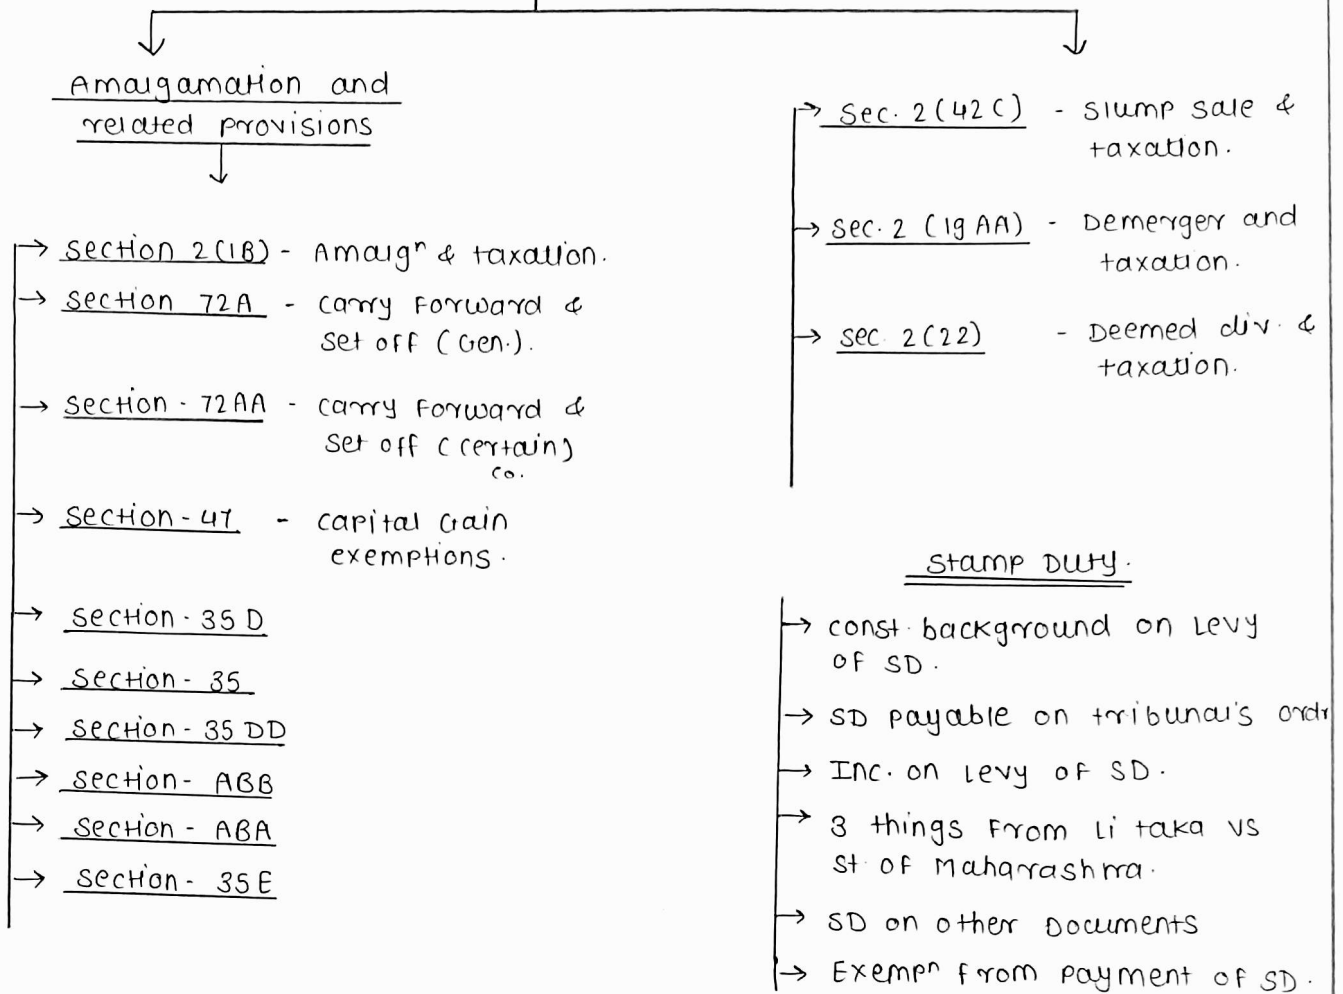 Amalgamation and
related provisions
Section 2(1B) - Amalgn & taxation.
Section 72A - carry Forward &
Set off (Gen.).
Section - 72AA - carry Forward &
Set off (certain)
co.
Section - 47 - capital Gain
exemptions.
Section - 35 D
Section - 35
Section - 35 DD
Section - ABB
Section - ABA
Section - 35 E
Sec. 2(42C) - Slump sale &
taxation.
Sec. 2(19AA) - Demerger and
taxation.
Sec. 2(22) - Deemed div. &
taxation.
Stamp Duty.
const. background on Levy
of SD.
SD payable on tribunal's ordr
Inc. on Levy of SD.
3 things From Li taka vs
St. of Maharashtra.
SD on other Documents
Exempn from payment of SD.